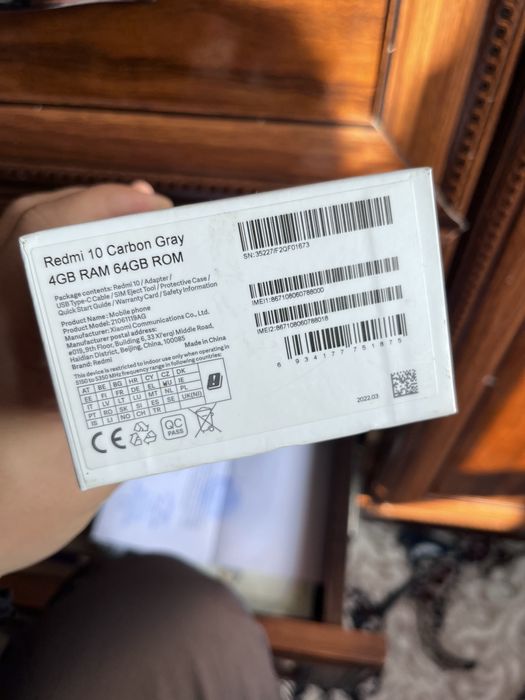 Redmi 10 Carbon Gray
4GB RAM 64GB ROM
Package contents: Redmi 10 / Adapter /
USB Type-C Cable / SIM Eject Tool / Protective Case /
Quick Start Guide / Warranty Card / Safety Information
Product Name : Mobile phone
Product Model: 21061119AG
Manufacturer: Xiaomi Communications Co., Ltd.
Manufacturer postal address:
#019, 9th Floor, Building 6, 33 Xi'erqi Middle Road,
Haidian District, Beijing, China, 100085
Brand: Redmi
Made in China
This device is restricted to indoor use only when operating in
5150 to 5350 MHz frequency range in following countries:
AT BE BG HR CY CZ DK
EE FI FR DE EL HU IE
IT LV LT LU MT NL PL
PT RO SK SI ES SE UK(NI)
IS LI NO CH TR
CE
QC
PASS
SN: 35227/F2QF01673
IMEI1: 867108060788000
IMEI2: 867108060788018
6 934177 751875
2022.03